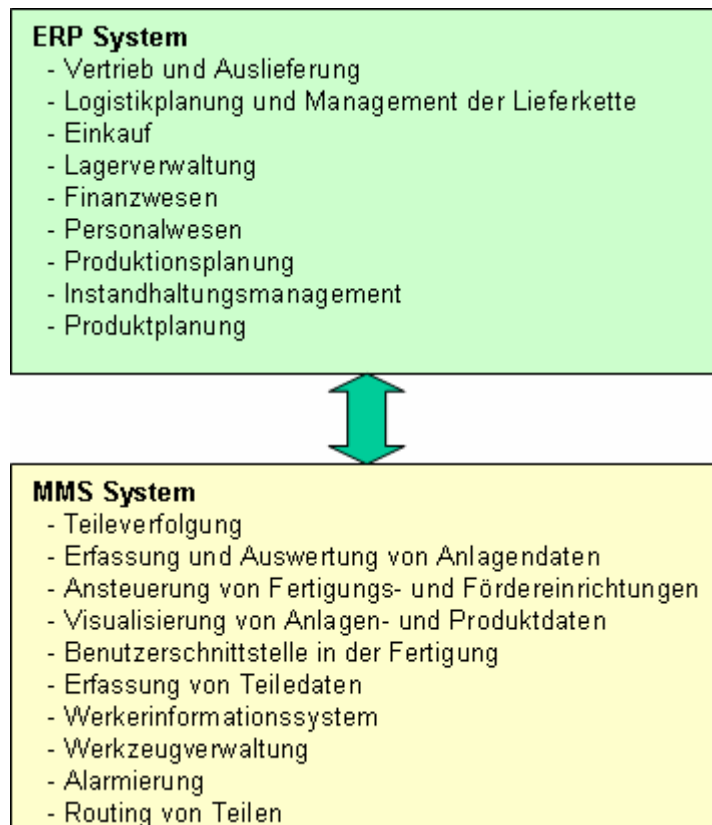 ERP System
- Vertrieb und Auslieferung
- Logistikplanung und Management der Lieferkette
- Einkauf
- Lagerverwaltung
- Finanzwesen
- Personalwesen
- Produktionsplanung
- Instandhaltungsmanagement
- Produktplanung
MMS System
- Teileverfolgung
- Erfassung und Auswertung von Anlagendaten
- Ansteuerung von Fertigungs- und Fördereinrichtungen
- Visualisierung von Anlagen- und Produktdaten
- Benutzerschnittstelle in der Fertigung
- Erfassung von Teiledaten
- Werkerinformationssystem
- Werkzeugverwaltung
- Alarmierung
- Routing von Teilen